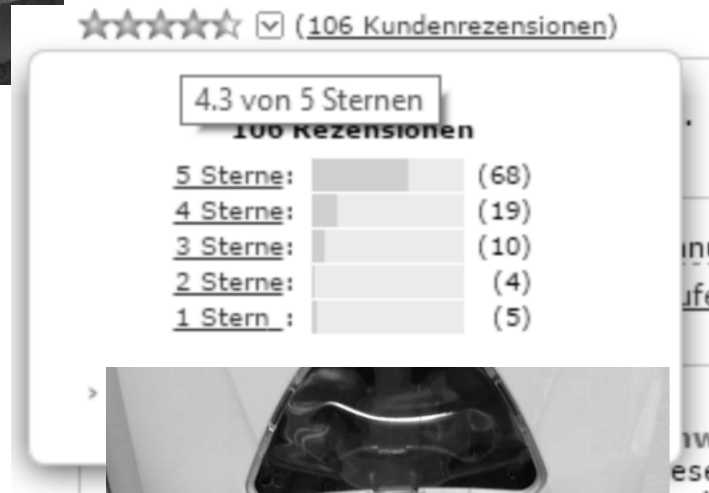 (106 Kundenrezensionen)
4.3 von 5 Sternen
106 Rezensionen
5 Sterne: (68)
4 Sterne: (19)
3 Sterne: (10)
2 Sterne: (4)
1 Stern : (5)